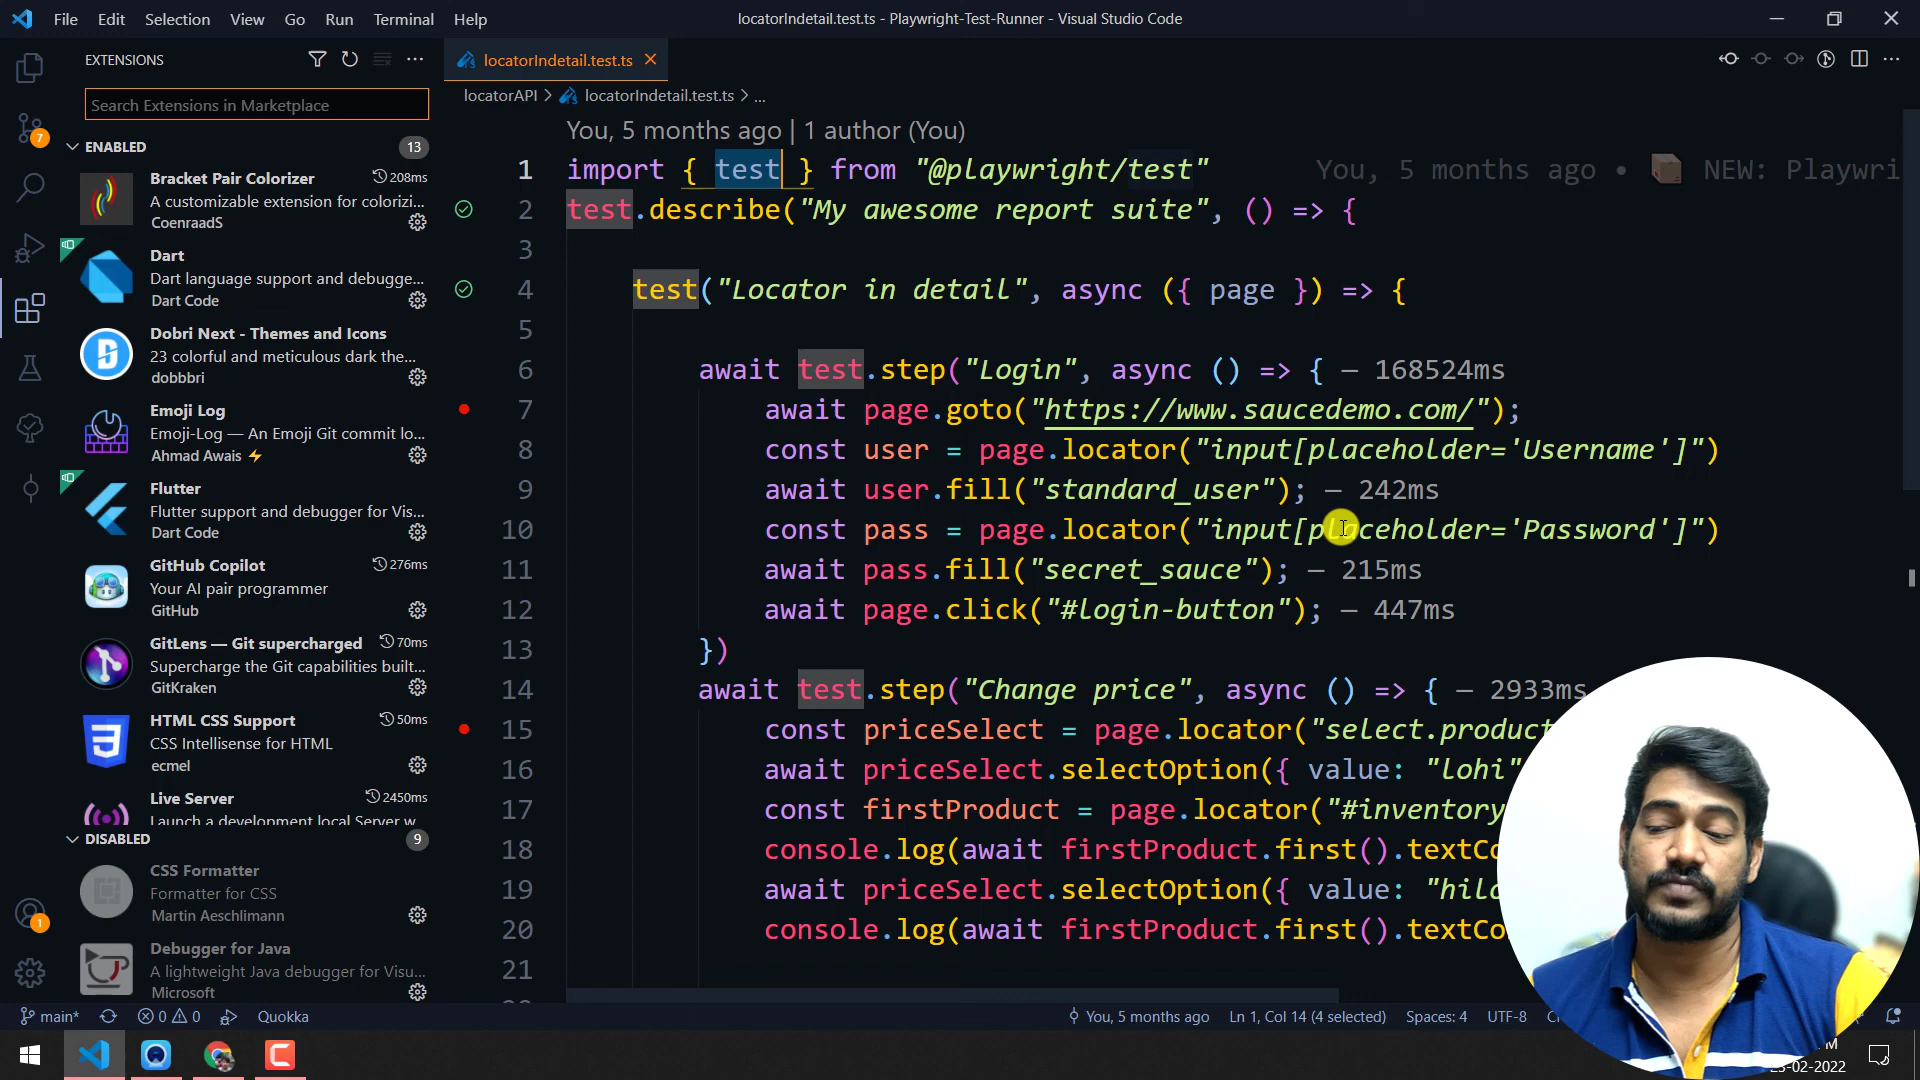 File Edit Selection View Go Run Terminal Help
locatorIndetail.test.ts - Playwright-Test-Runner - Visual Studio Code
EXTENSIONS
Search Extensions in Marketplace
ENABLED 13
Bracket Pair Colorizer 208ms
A customizable extension for colorizi...
CoenraadS
Dart
Dart language support and debugge...
Dart Code
Dobri Next - Themes and Icons
23 colorful and meticulous dark the...
dobbbri
Emoji Log
Emoji-Log — An Emoji Git commit lo...
Ahmad Awais ⚡
Flutter
Flutter support and debugger for Vis...
Dart Code
GitHub Copilot 276ms
Your AI pair programmer
GitHub
GitLens — Git supercharged 70ms
Supercharge the Git capabilities built...
GitKraken
HTML CSS Support 50ms
CSS Intellisense for HTML
ecmel
Live Server 2450ms
Launch a development local Server w...
DISABLED 9
CSS Formatter
Formatter for CSS
Martin Aeschlimann
Debugger for Java
A lightweight Java debugger for Visu...
Microsoft
7
1
locatorIndetail.test.ts
locatorAPI > locatorIndetail.test.ts > ...
You, 5 months ago | 1 author (You)
1 import { test } from "@playwright/test" You, 5 months ago • NEW: Playwri
2 test.describe("My awesome report suite", () => {
3
4 test("Locator in detail", async ({ page }) => {
5
6 await test.step("Login", async () => { — 168524ms
7 await page.goto("https://www.saucedemo.com/");
8 const user = page.locator("input[placeholder='Username']")
9 await user.fill("standard_user"); — 242ms
10 const pass = page.locator("input[placeholder='Password']")
11 await pass.fill("secret_sauce"); — 215ms
12 await page.click("#login-button"); — 447ms
13 })
14 await test.step("Change price", async () => { — 2933ms
15 const priceSelect = page.locator("select.product
16 await priceSelect.selectOption({ value: "lohi"
17 const firstProduct = page.locator("#inventory
18 console.log(await firstProduct.first().textCo
19 await priceSelect.selectOption({ value: "hilo
20 console.log(await firstProduct.first().textCo
21
main* 0 0 Quokka You, 5 months ago Ln 1, Col 14 (4 selected) Spaces: 4 UTF-8